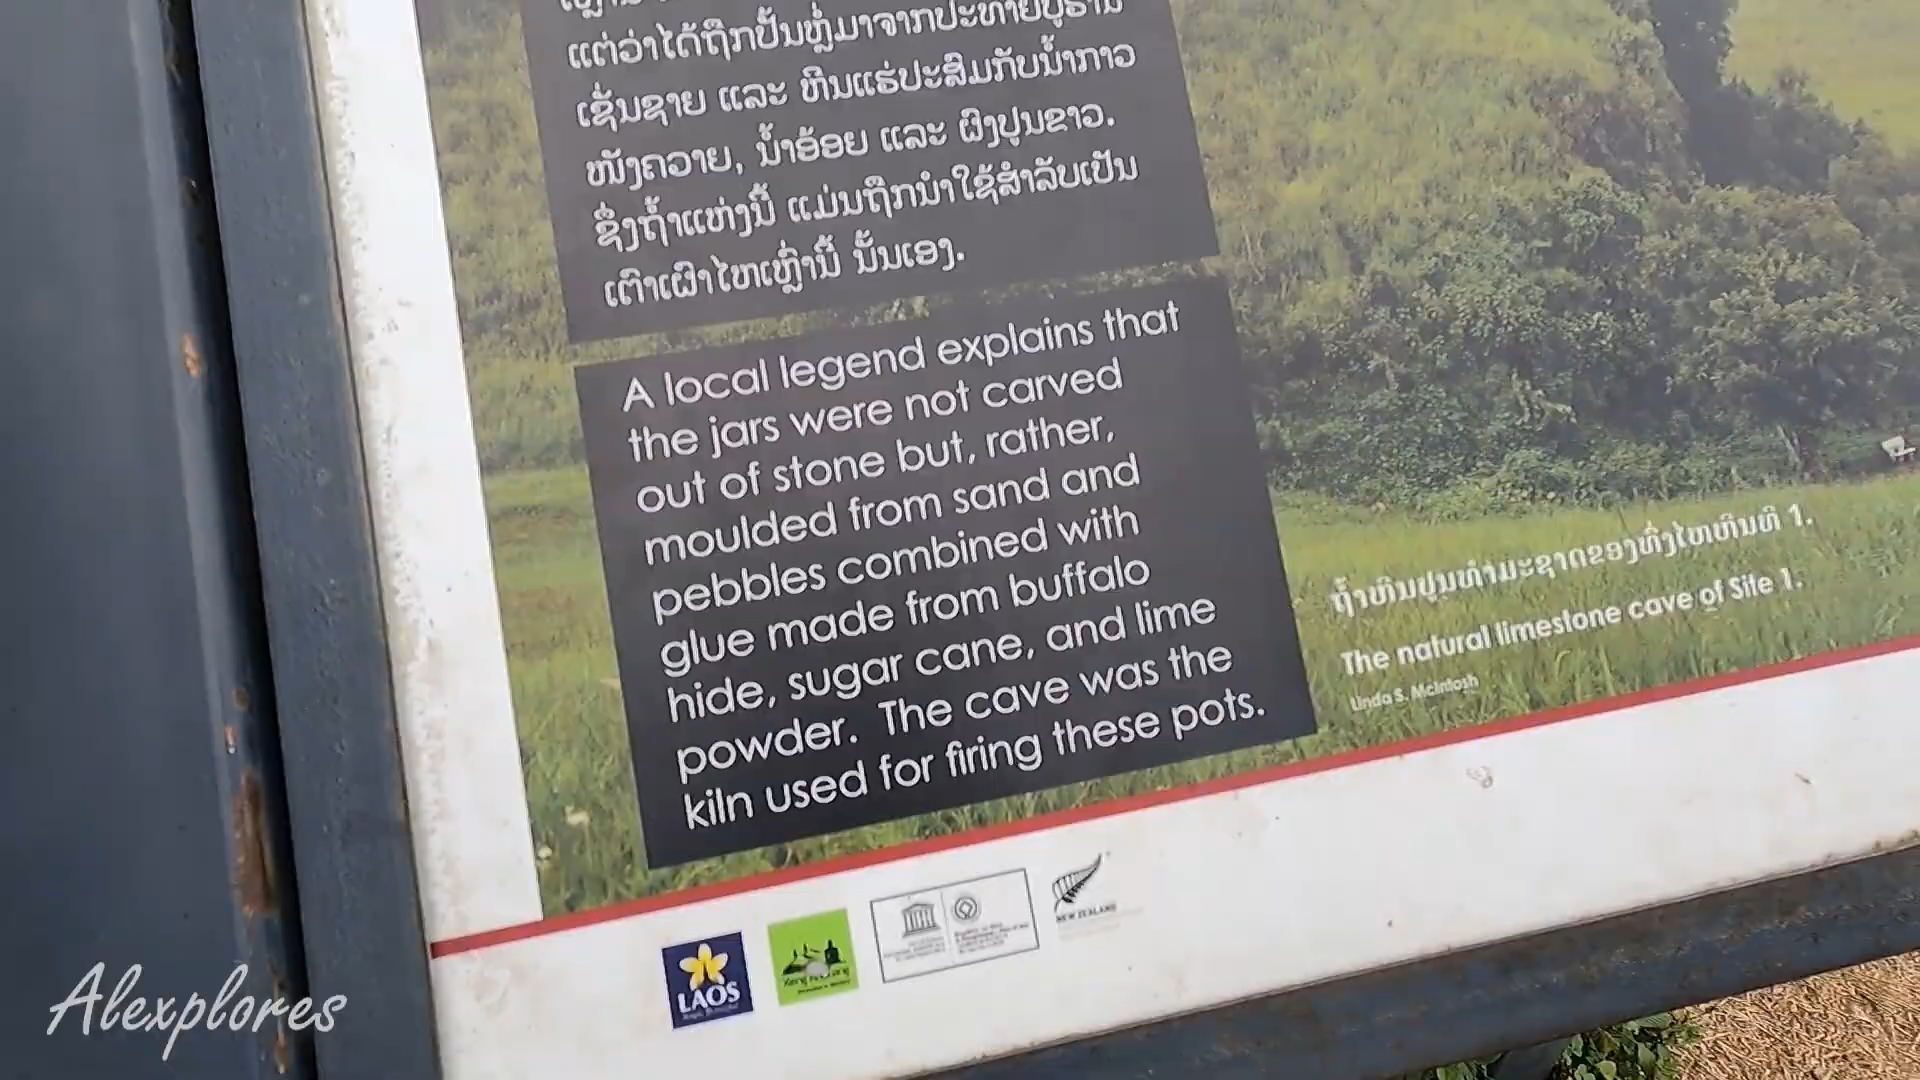 ແຕ່ວ່າໄດ້ຖືກປັ້ນຫຼໍ່ມາຈາກປະທາຍບູຮານ
ເຊັ່ນຊາຍ ແລະ ຫີນແຮ່ປະສົມກັບນ້ຳກາວ
ໜັງຄວາຍ, ນ້ຳອ້ອຍ ແລະ ຜົງປູນຂາວ.
ຊຶ່ງຖ້ຳແຫ່ງນີ້ ແມ່ນຖືກນຳໃຊ້ສຳລັບເປັນ
ເຕົາເຜົາໄຫເຫຼົ່ານີ້ ນັ້ນເອງ.
A local legend explains that
the jars were not carved
out of stone but, rather,
moulded from sand and
pebbles combined with
glue made from buffalo
hide, sugar cane, and lime
powder. The cave was the
kiln used for firing these pots.
ຖ້ຳຫີນປູນທຳມະຊາດຂອງທົ່ງໄຫຫີນທີ 1.
The natural limestone cave of Site 1.
Linda S. McIntosh
LAOS
NEW ZEALAND
Alexplores